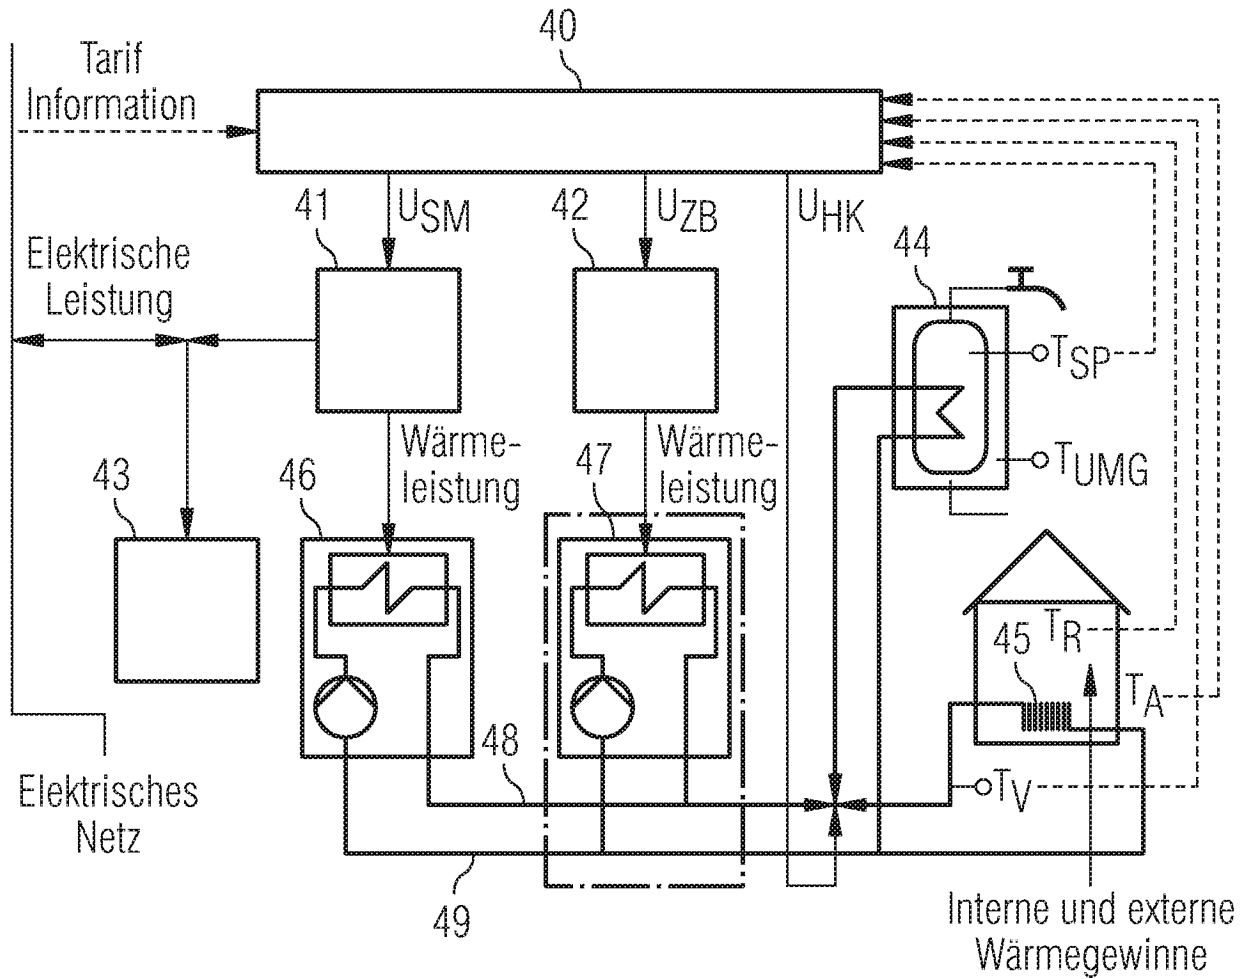 40
Tarif
Information
41
U_SM
42
U_ZB
U_HK
44
Elektrische
Leistung
T_SP
T_UMG
43
46
Wärme-
leistung
47
Wärme-
leistung
T_R
45
T_A
48
T_V
Elektrisches
Netz
49
Interne und externe
Wärmegewinne